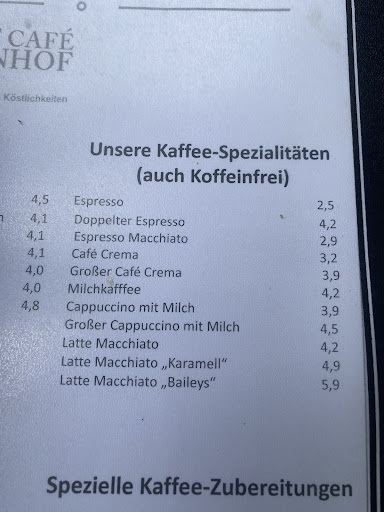 CAFÉ
NHOF
Köstlichkeiten
Unsere Kaffee-Spezialitäten
(auch Koffeinfrei)
4,5 Espresso 2,5
4,1 Doppelter Espresso 4,2
4,1 Espresso Macchiato 2,9
4,1 Café Crema 3,2
4,0 Großer Café Crema 3,9
4,0 Milchkafffee 4,2
4,8 Cappuccino mit Milch 3,9
Großer Cappuccino mit Milch 4,5
Latte Macchiato 4,2
Latte Macchiato „Karamell“ 4,9
Latte Macchiato „Baileys“ 5,9
Spezielle Kaffee-Zubereitungen